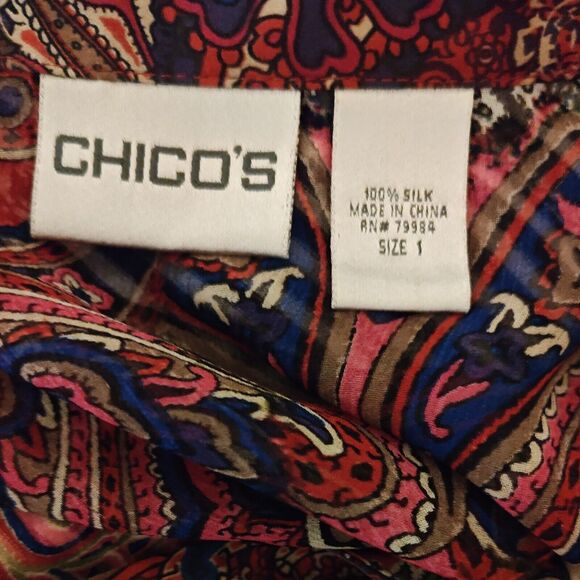 CHICO'S
100% SILK
MADE IN CHINA
RN# 79984
SIZE 1